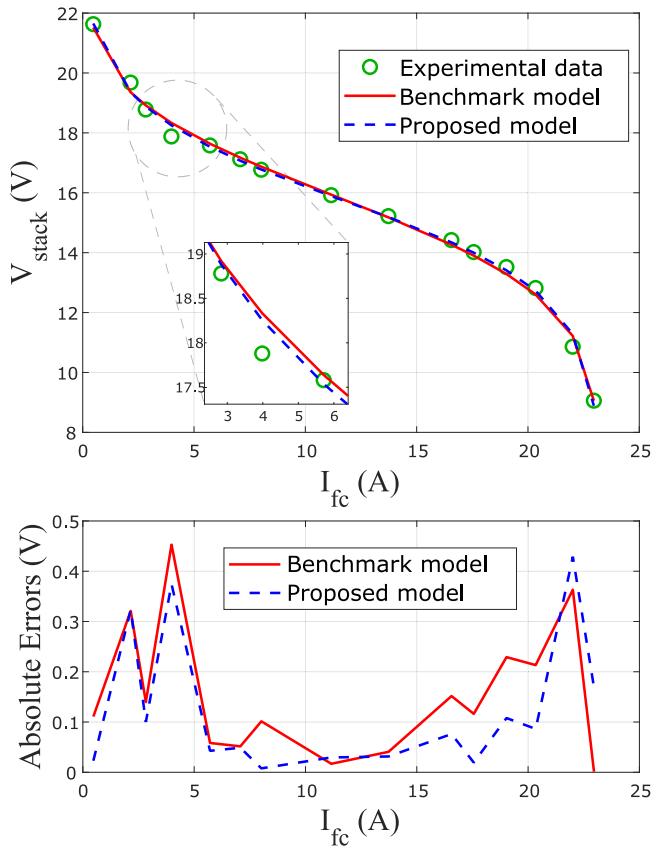 22
20
18
16
14
12
10
8
V_stack (V)
Experimental data
Benchmark model
Proposed model
19
18.5
18
17.5
3 4 5 6
0 5 10 15 20 25
I_fc (A)
0.5
0.4
0.3
0.2
0.1
0
Absolute Errors (V)
Benchmark model
Proposed model
0 5 10 15 20 25
I_fc (A)